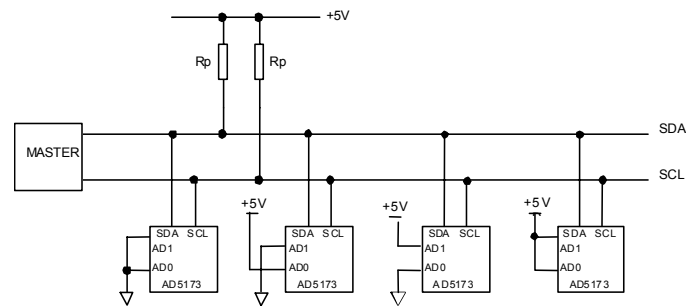 +5V
Rp Rp
SDA
MASTER
SCL
+5V +5V +5V
SDA SCL SDA SCL SDA SCL SDA SCL
AD1 AD1 AD1 AD1
AD0 AD0 AD0 AD0
AD5173 AD5173 AD5173 AD5173